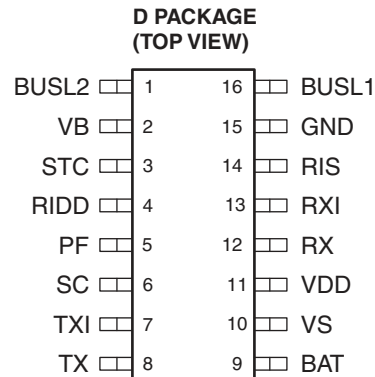 D PACKAGE
(TOP VIEW)
BUSL2 1 16 BUSL1
VB 2 15 GND
STC 3 14 RIS
RIDD 4 13 RXI
PF 5 12 RX
SC 6 11 VDD
TXI 7 10 VS
TX 8 9 BAT